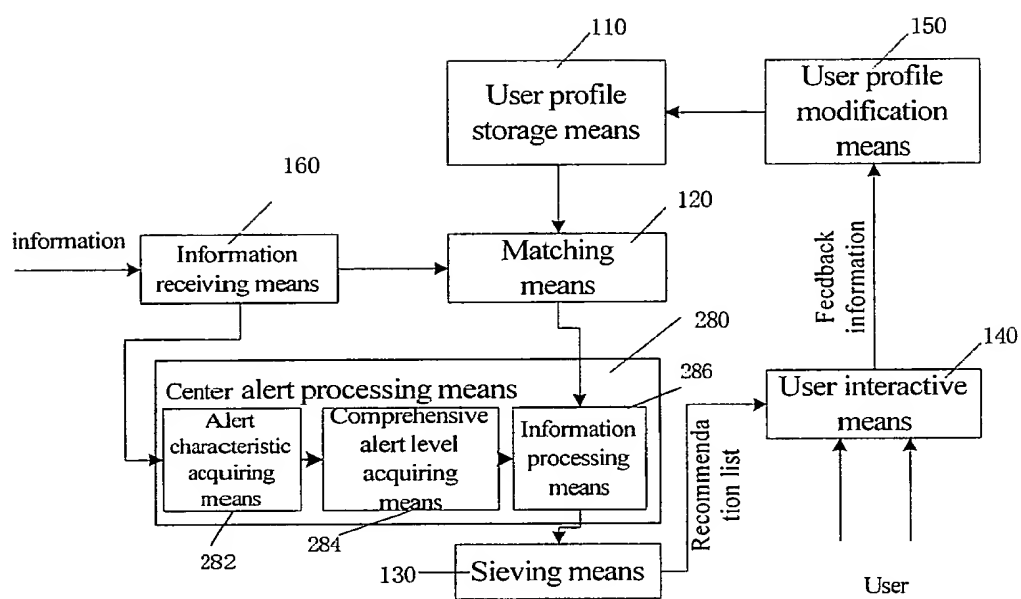 110
150
User profile
storage means
User profile
modification
means
160
120
information
Information
receiving means
Matching
means
Fecdback
information
280
286
140
Center alert processing means
User interactive
means
Alert
characteristic
acquiring
means
Comprehensive
alert level
acquiring
means
Information
processing
means
Recommenda
tion list
282
284
130
Sieving means
User